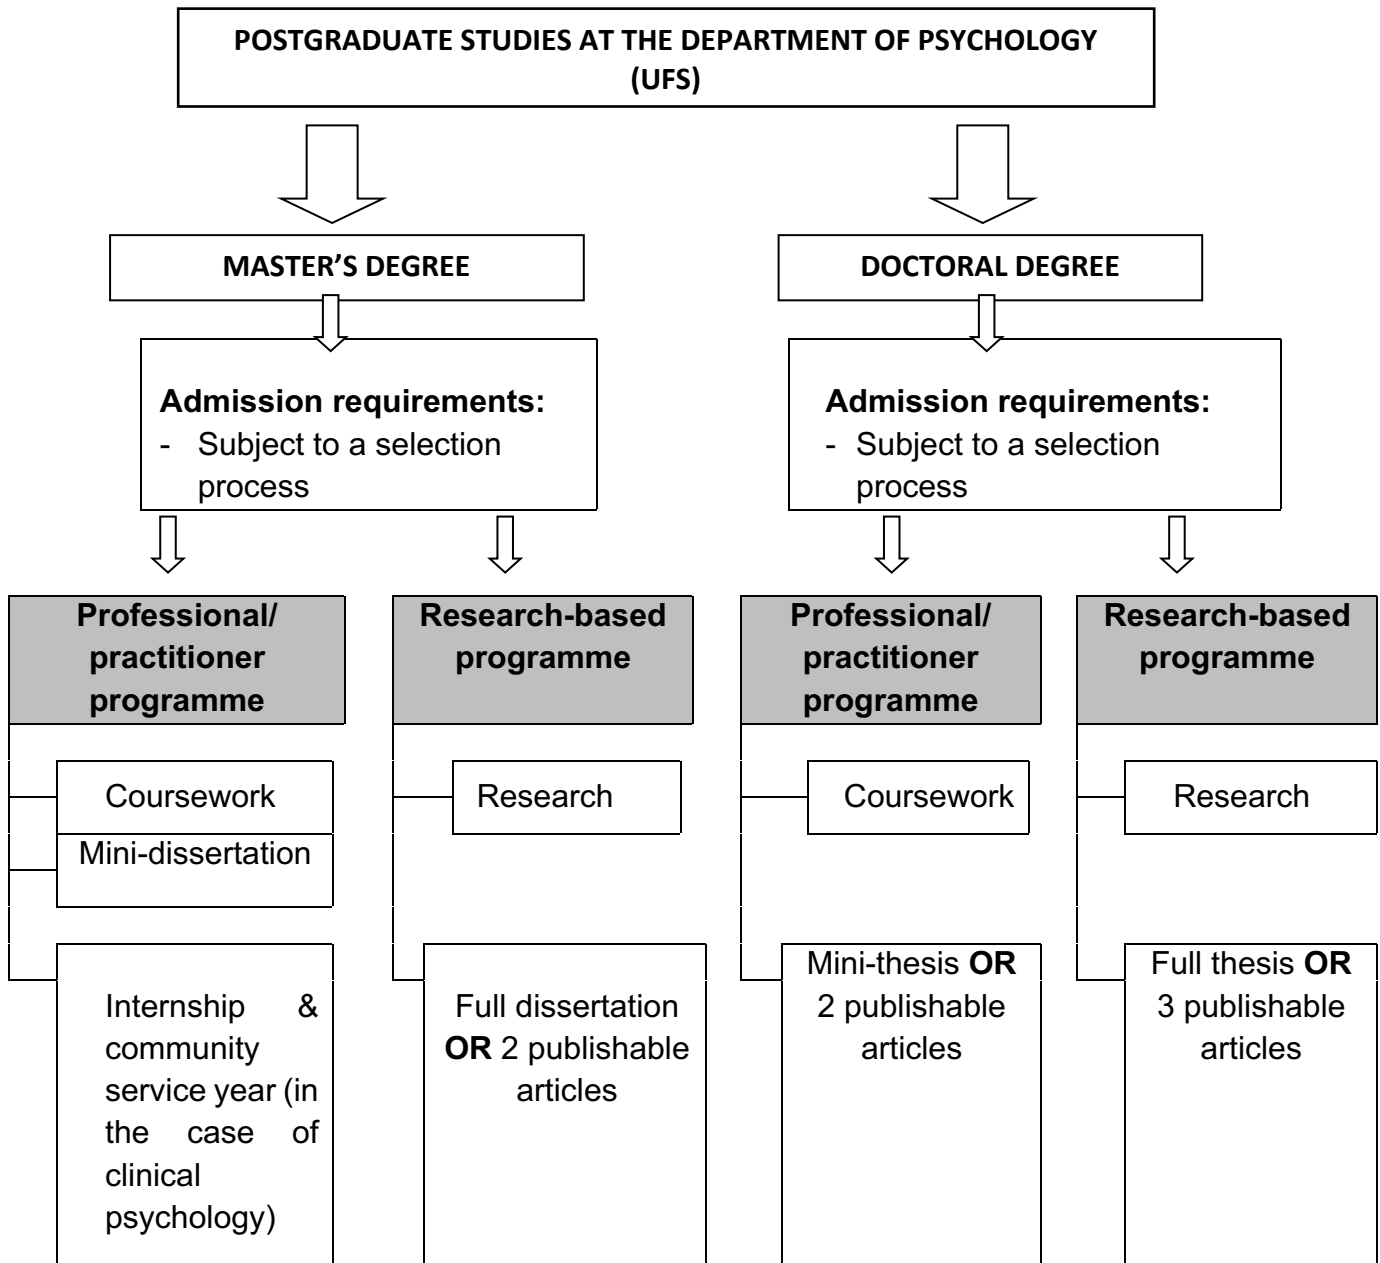 POSTGRADUATE STUDIES AT THE DEPARTMENT OF PSYCHOLOGY
(UFS)
MASTER’S DEGREE
DOCTORAL DEGREE
Admission requirements:
- Subject to a selection
process
Admission requirements:
- Subject to a selection
process
Professional/
practitioner
programme
Research-based
programme
Professional/
practitioner
programme
Research-based
programme
Coursework
Research
Coursework
Research
Mini-dissertation
Internship &
community
service year (in
the case of
clinical
psychology)
Full dissertation
OR 2 publishable
articles
Mini-thesis OR
2 publishable
articles
Full thesis OR
3 publishable
articles